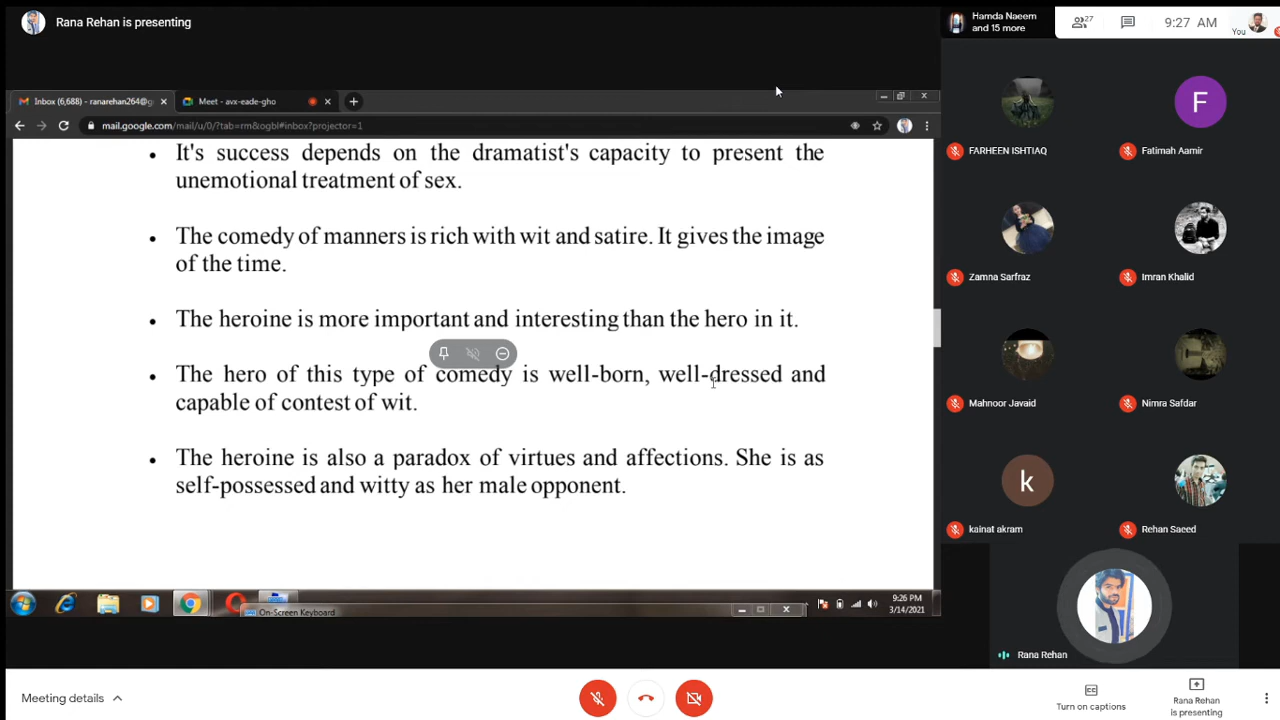 Rana Rehan is presenting
Hamda Naeem
and 15 more
27
9:27 AM
You
Inbox (6,688) - ranarehan264@g
Meet - avx-eade-gho
mail.google.com/mail/u/0/?tab=rm&ogbl#inbox?projector=1
• It's success depends on the dramatist's capacity to present the
unemotional treatment of sex.
• The comedy of manners is rich with wit and satire. It gives the image
of the time.
• The heroine is more important and interesting than the hero in it.
• The hero of this type of comedy is well-born, well-dressed and
capable of contest of wit.
• The heroine is also a paradox of virtues and affections. She is as
self-possessed and witty as her male opponent.
On-Screen Keyboard
9:26 PM
3/14/2021
F
FARHEEN ISHTIAQ
Fatimah Aamir
Zamna Sarfraz
Imran Khalid
Mahnoor Javaid
Nimra Safdar
k
kainat akram
Rehan Saeed
Rana Rehan
Meeting details
CC
Turn on captions
Rana Rehan
is presenting